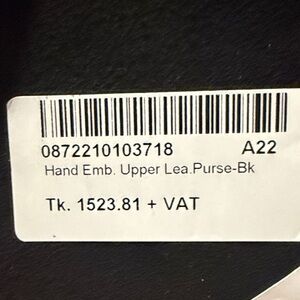 0872210103718 A22
Hand Emb. Upper Lea.Purse-Bk
Tk. 1523.81 + VAT